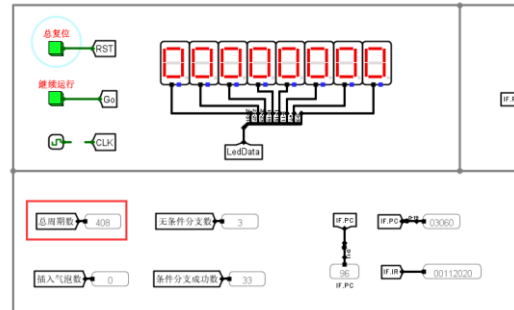 总复位
RST
继续运行
Go
CLK
LedData
总周期数 408
无条件分支数 3
IF.PC
IF.PC 03060
插入气泡数 0
条件分支成功数 33
96
IF.PC
IF.IR 00112020